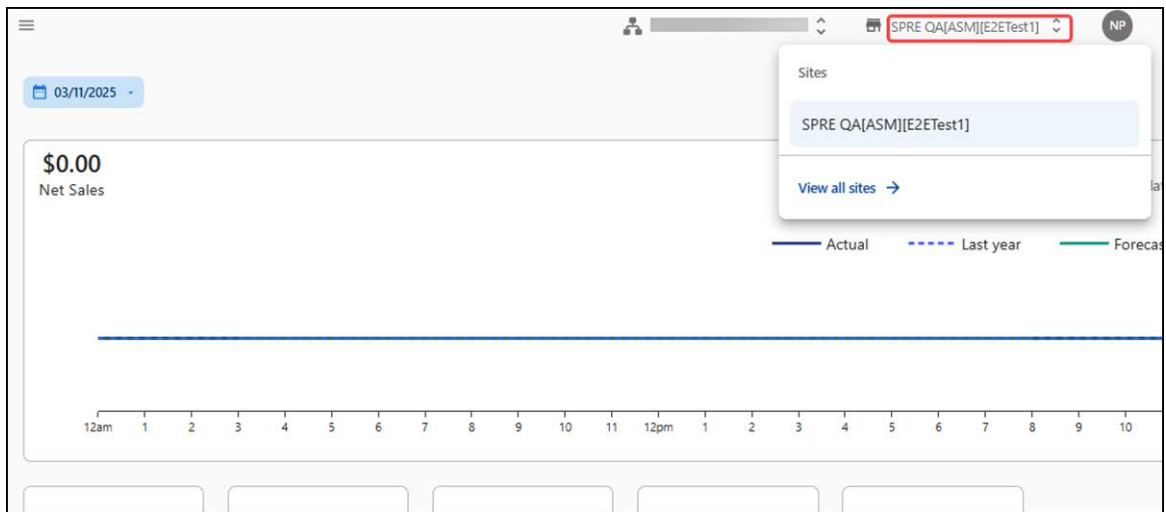 SPRE QA[ASM][E2ETest1]
NP
Sites
03/11/2025
SPRE QA[ASM][E2ETest1]
$0.00
Net Sales
View all sites
Actual
Last year
12am 1 2 3 4 5 6 7 8 9 10 11 12pm 1 2 3 4 5 6 7 8 9 10